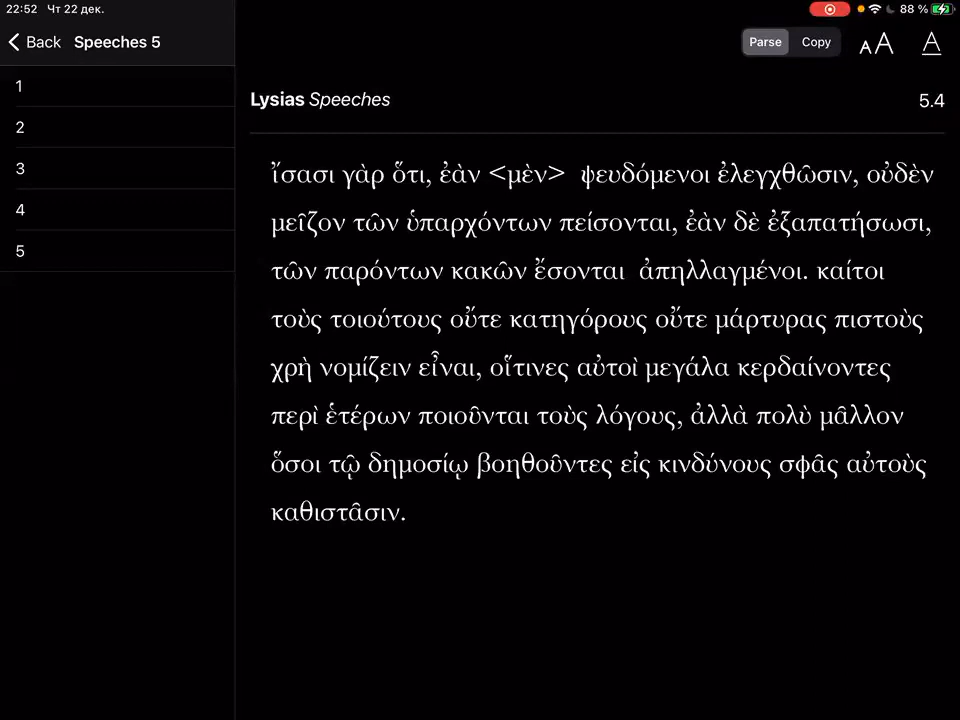 22:52 Чт 22 дек. 88 %
Back Speeches 5 Parse Copy AA A
1
Lysias Speeches 5.4
2
3
4
5
ἴσασι γὰρ ὅτι, ἐὰν <μὲν> ψευδόμενοι ἐλεγχθῶσιν, οὐδὲν
μεῖζον τῶν ὑπαρχόντων πείσονται, ἐὰν δὲ ἐξαπατήσωσι,
τῶν παρόντων κακῶν ἔσονται ἀπηλλαγμένοι. καίτοι
τοὺς τοιούτους οὔτε κατηγόρους οὔτε μάρτυρας πιστοὺς
χρὴ νομίζειν εἶναι, οἵτινες αὐτοὶ μεγάλα κερδαίνοντες
περὶ ἑτέρων ποιοῦνται τοὺς λόγους, ἀλλὰ πολὺ μᾶλλον
ὅσοι τῷ δημοσίῳ βοηθοῦντες εἰς κινδύνους σφᾶς αὐτοὺς
καθιστᾶσιν.